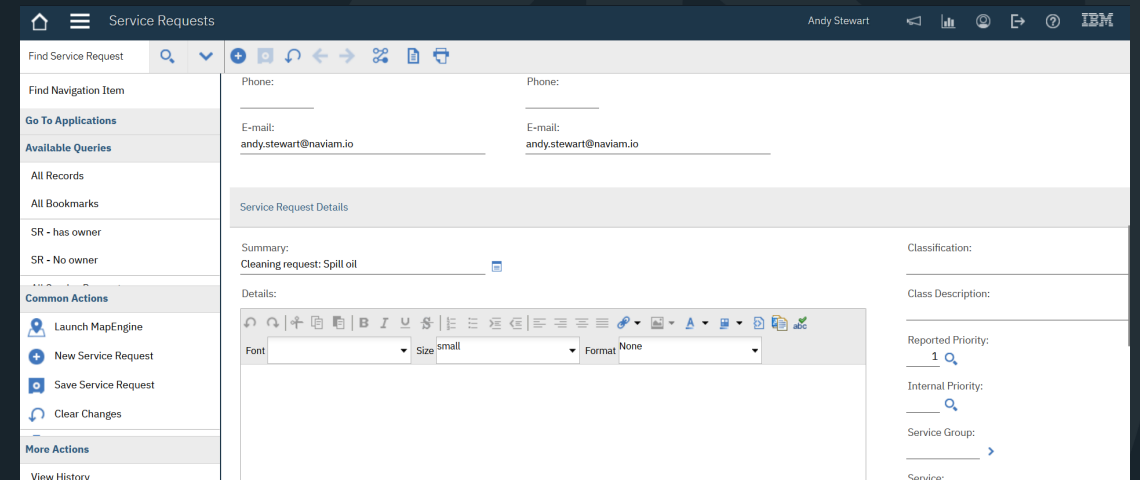 Service Requests
Andy Stewart
IBM
Find Service Request
Find Navigation Item
Go To Applications
Available Queries
All Records
All Bookmarks
SR - has owner
SR - No owner
Common Actions
Launch MapEngine
New Service Request
Save Service Request
Clear Changes
More Actions
View History
Phone:
Phone:
E-mail:
andy.stewart@naviam.io
E-mail:
andy.stewart@naviam.io
Service Request Details
Summary:
Cleaning request: Spill oil
Details:
B I U S
abc
Font
Size small
Format None
Classification:
Class Description:
Reported Priority:
1
Internal Priority:
Service Group:
Service: